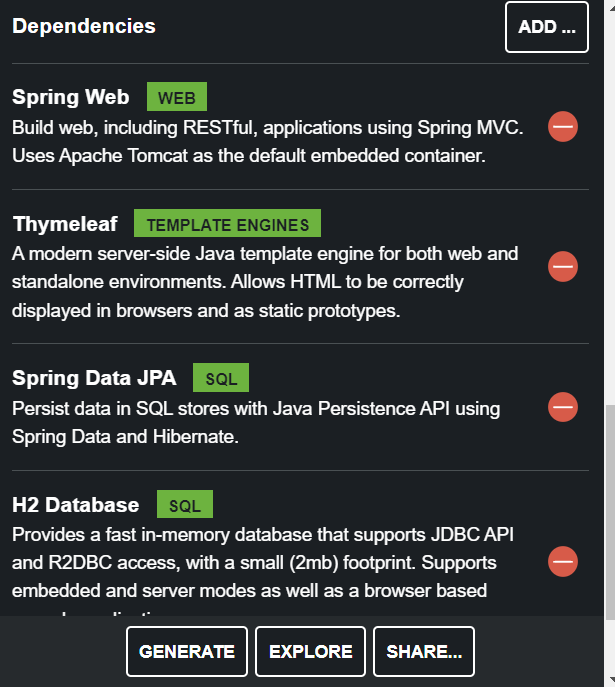 Dependencies
ADD ...
Spring Web WEB
Build web, including RESTful, applications using Spring MVC.
Uses Apache Tomcat as the default embedded container.
Thymeleaf TEMPLATE ENGINES
A modern server-side Java template engine for both web and
standalone environments. Allows HTML to be correctly
displayed in browsers and as static prototypes.
Spring Data JPA SQL
Persist data in SQL stores with Java Persistence API using
Spring Data and Hibernate.
H2 Database SQL
Provides a fast in-memory database that supports JDBC API
and R2DBC access, with a small (2mb) footprint. Supports
embedded and server modes as well as a browser based
GENERATE EXPLORE SHARE...